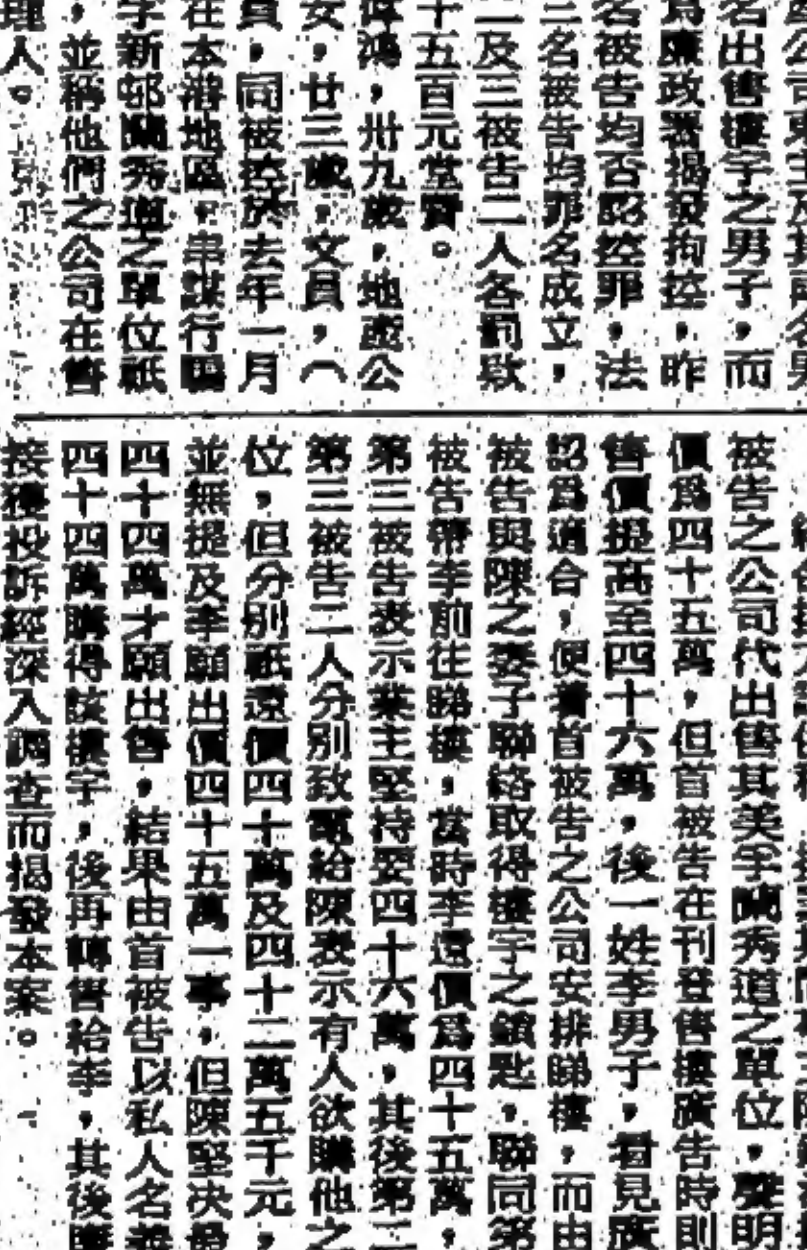 名出售樓宇之男子，而
爲廉政署揭發拘控，昨
名被告均否認控罪，法
三名被告均罪名成立，
二及三被告二人各罰款
十五百元堂費。
鴻，卅九歲，地產公
女，廿三歲，文員，（
員，同被控於去年一月
在本港地區，串謀行騙
字新邨蘭秀道之單位祇
，並稱他們之公司在售
理人。
被告之公司代出售其美孚蘭秀道之單位，聲明
價爲四十五萬，但首被告在刊登售樓廣告時則
售價提高至四十六萬，後一姓李男子，看見廣
認爲適合，便着首被告之公司安排睇樓，而由
被告與陳之妻子聯絡取得樓宇之鎖匙，聯同第
被告帶李前往睇樓，當時李還價爲四十五萬，
第三被告表示業主堅持要四十六萬，其後第二
第三被告二人分別致電給陳表示有人欲購他之
位，但分別祇還價四十萬及四十二萬五千元，
並無提及李願出價四十五萬一事，但陳堅決
四十四萬才願出售，結果由首被告以私人名義
四十四萬購得該樓宇，後再轉售給李，其後
接獲投訴經深入調查而揭發本案。